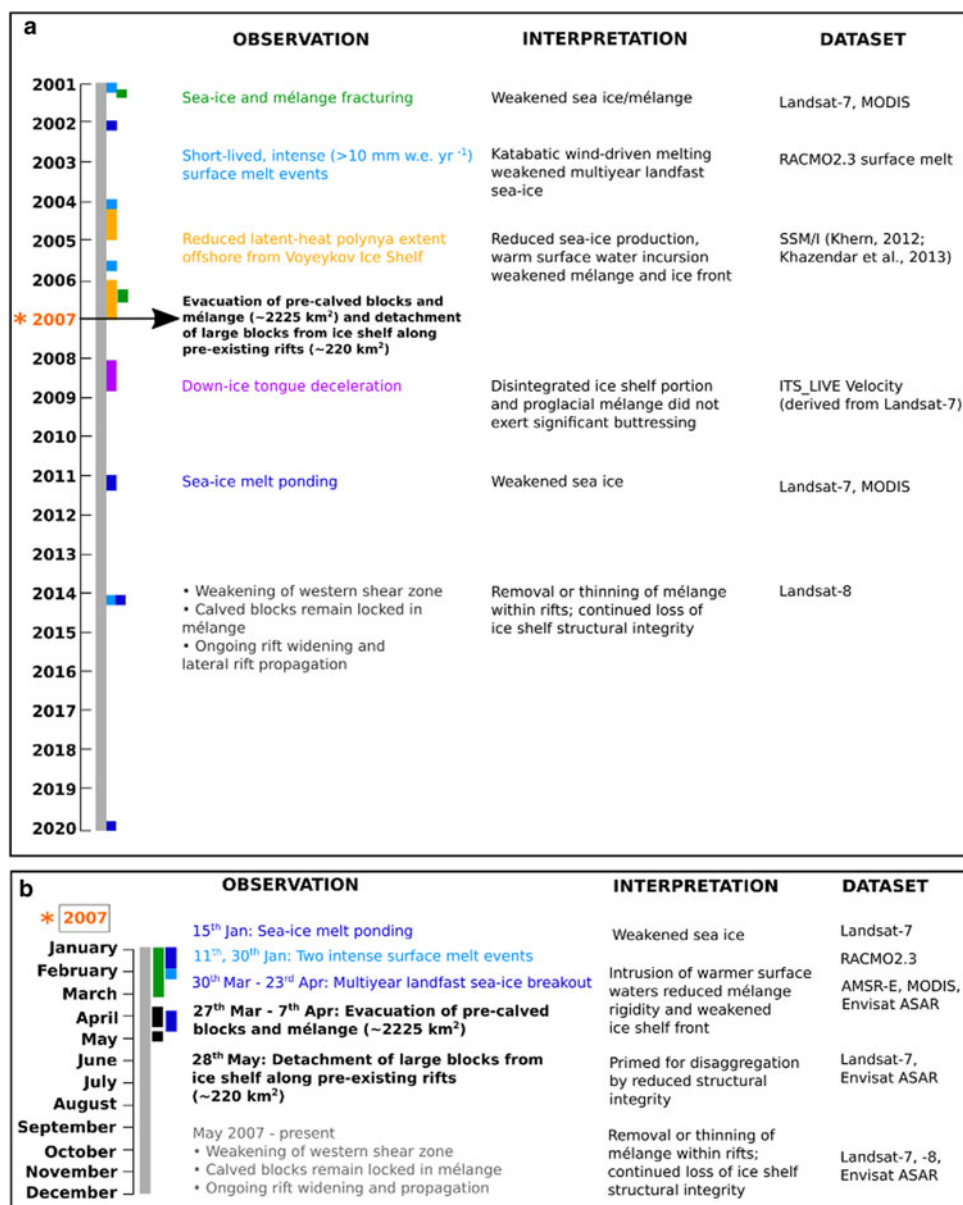 a
OBSERVATION INTERPRETATION DATASET
2001
Sea-ice and mélange fracturing Weakened sea ice/mélange Landsat-7, MODIS
2002
2003
Short-lived, intense (>10 mm w.e. yr -1)
surface melt events
Katabatic wind-driven melting
weakened multiyear landfast
sea-ice
RACMO2.3 surface melt
2004
2005
Reduced latent-heat polynya extent
offshore from Voyeykov Ice Shelf
Reduced sea-ice production,
warm surface water incursion
weakened mélange and ice front
SSM/I (Khern, 2012;
Khazendar et al., 2013)
2006
* 2007
Evacuation of pre-calved blocks and
mélange (~2225 km2) and detachment
of large blocks from ice shelf along
pre-existing rifts (~220 km2)
2008
2009
Down-ice tongue deceleration
Disintegrated ice shelf portion
and proglacial mélange did not
exert significant buttressing
ITS_LIVE Velocity
(derived from Landsat-7)
2010
2011
Sea-ice melt ponding Weakened sea ice Landsat-7, MODIS
2012
2013
2014
• Weakening of western shear zone
• Calved blocks remain locked in
mélange
• Ongoing rift widening and
lateral rift propagation
Removal or thinning of mélange
within rifts; continued loss of
ice shelf structural integrity
Landsat-8
2015
2016
2017
2018
2019
2020
b
OBSERVATION INTERPRETATION DATASET
* 2007
January
February
March
April
May
June
July
August
September
October
November
December
15th Jan: Sea-ice melt ponding
Weakened sea ice
Landsat-7
11th, 30th Jan: Two intense surface melt events
RACMO2.3
30th Mar - 23rd Apr: Multiyear landfast sea-ice breakout
27th Mar - 7th Apr: Evacuation of pre-calved
blocks and mélange (~2225 km2)
Intrusion of warmer surface
waters reduced mélange
rigidity and weakened
ice shelf front
AMSR-E, MODIS,
Envisat ASAR
28th May: Detachment of large blocks from
ice shelf along pre-existing rifts
(~220 km2)
Primed for disaggregation
by reduced structural
integrity
Landsat-7,
Envisat ASAR
May 2007 - present
• Weakening of western shear zone
• Calved blocks remain locked in mélange
• Ongoing rift widening and propagation
Removal or thinning of
mélange within rifts;
continued loss of ice shelf
structural integrity
Landsat-7, -8,
Envisat ASAR